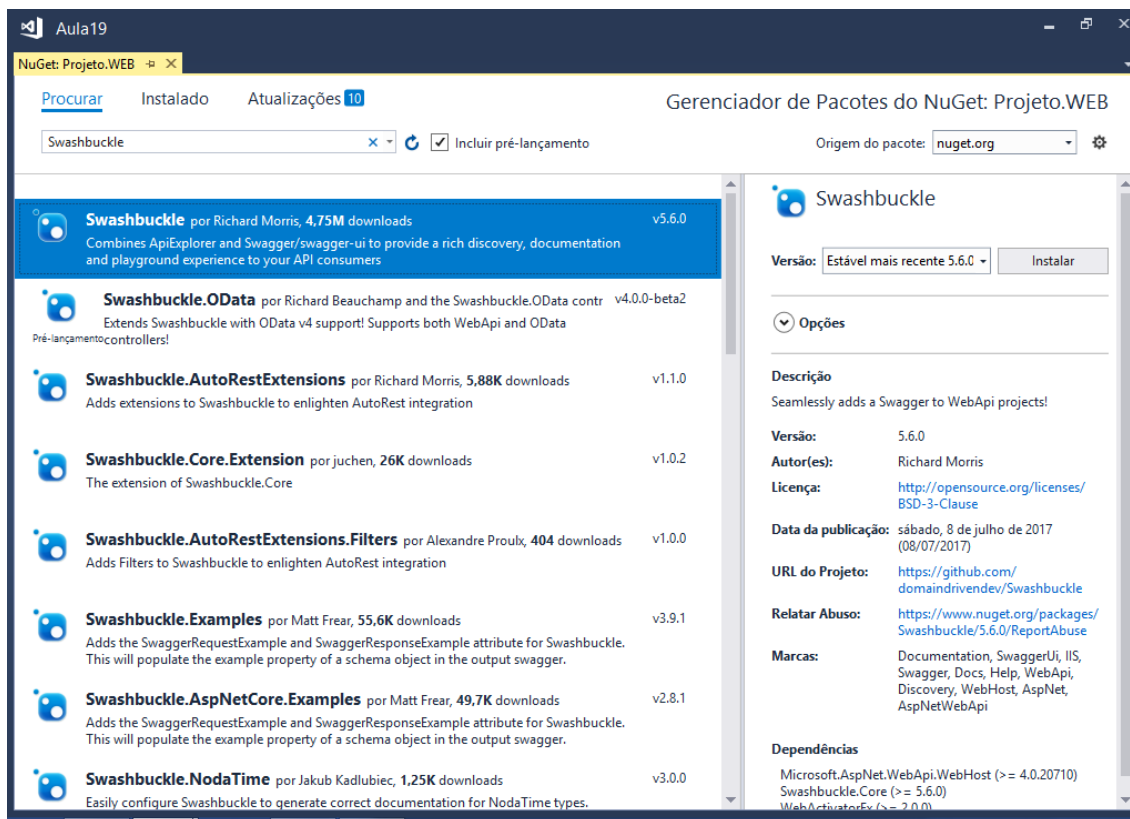 Aula19
NuGet: Projeto.WEB
Procurar Instalado Atualizações 10
Gerenciador de Pacotes do NuGet: Projeto.WEB
Swashbuckle
Incluir pré-lançamento
Origem do pacote: nuget.org
Swashbuckle por Richard Morris, 4,75M downloads v5.6.0
Combines ApiExplorer and Swagger/swagger-ui to provide a rich discovery, documentation
and playground experience to your API consumers
Swashbuckle.OData por Richard Beauchamp and the Swashbuckle.OData contr v4.0.0-beta2
Extends Swashbuckle with OData v4 support! Supports both WebApi and OData
Pré-lançamento controllers!
Swashbuckle.AutoRestExtensions por Richard Morris, 5,88K downloads v1.1.0
Adds extensions to Swashbuckle to enlighten AutoRest integration
Swashbuckle.Core.Extension por juchen, 26K downloads v1.0.2
The extension of Swashbuckle.Core
Swashbuckle.AutoRestExtensions.Filters por Alexandre Proulx, 404 downloads v1.0.0
Adds Filters to Swashbuckle to enlighten AutoRest integration
Swashbuckle.Examples por Matt Frear, 55,6K downloads v3.9.1
Adds the SwaggerRequestExample and SwaggerResponseExample attribute for Swashbuckle.
This will populate the example property of a schema object in the output swagger.
Swashbuckle.AspNetCore.Examples por Matt Frear, 49,7K downloads v2.8.1
Adds the SwaggerRequestExample and SwaggerResponseExample attribute for Swashbuckle.
This will populate the example property of a schema object in the output swagger.
Swashbuckle.NodaTime por Jakub Kadlubiec, 1,25K downloads v3.0.0
Easily configure Swashbuckle to generate correct documentation for NodaTime types.
Swashbuckle
Versão: Estável mais recente 5.6.0 Instalar
Opções
Descrição
Seamlessly adds a Swagger to WebApi projects!
Versão: 5.6.0
Autor(es): Richard Morris
Licença: http://opensource.org/licenses/
BSD-3-Clause
Data da publicação: sábado, 8 de julho de 2017
(08/07/2017)
URL do Projeto: https://github.com/
domaindrivendev/Swashbuckle
Relatar Abuso: https://www.nuget.org/packages/
Swashbuckle/5.6.0/ReportAbuse
Marcas: Documentation, SwaggerUi, IIS,
Swagger, Docs, Help, WebApi,
Discovery, WebHost, AspNet,
AspNetWebApi
Dependências
Microsoft.AspNet.WebApi.WebHost (>= 4.0.20710)
Swashbuckle.Core (>= 5.6.0)
WebActivatorEx (>= 2.0.0)